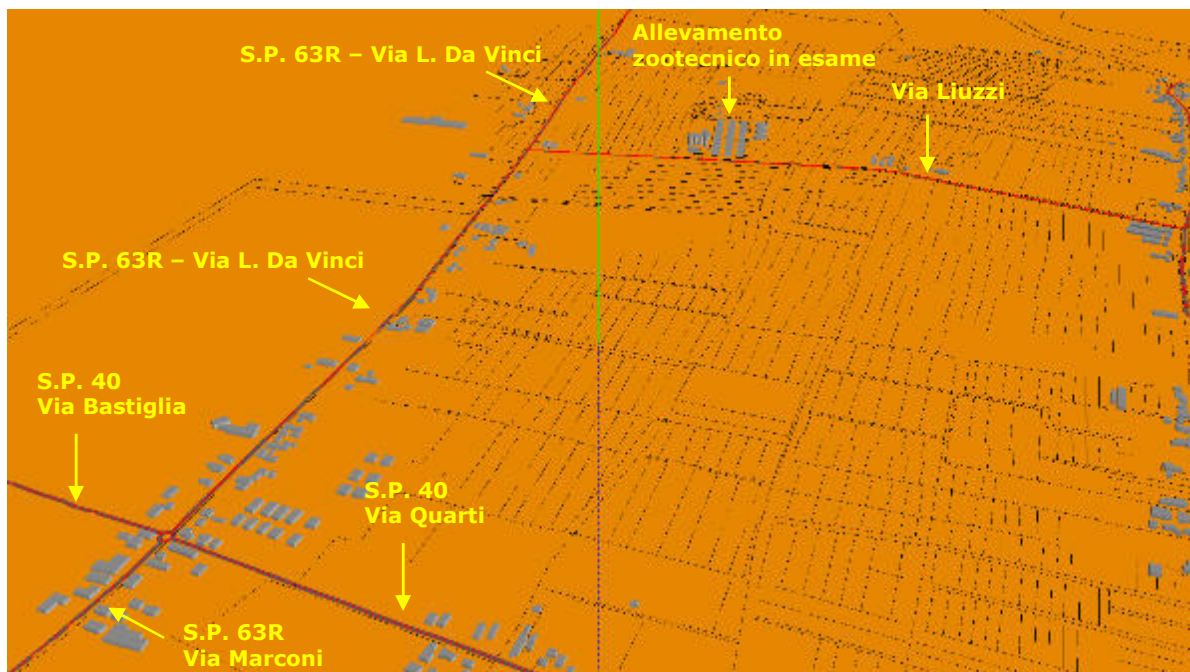 S.P. 63R – Via L. Da Vinci
Allevamento
zootecnico in esame
Via Liuzzi
S.P. 63R – Via L. Da Vinci
S.P. 40
Via Bastiglia
S.P. 40
Via Quarti
S.P. 63R
Via Marconi